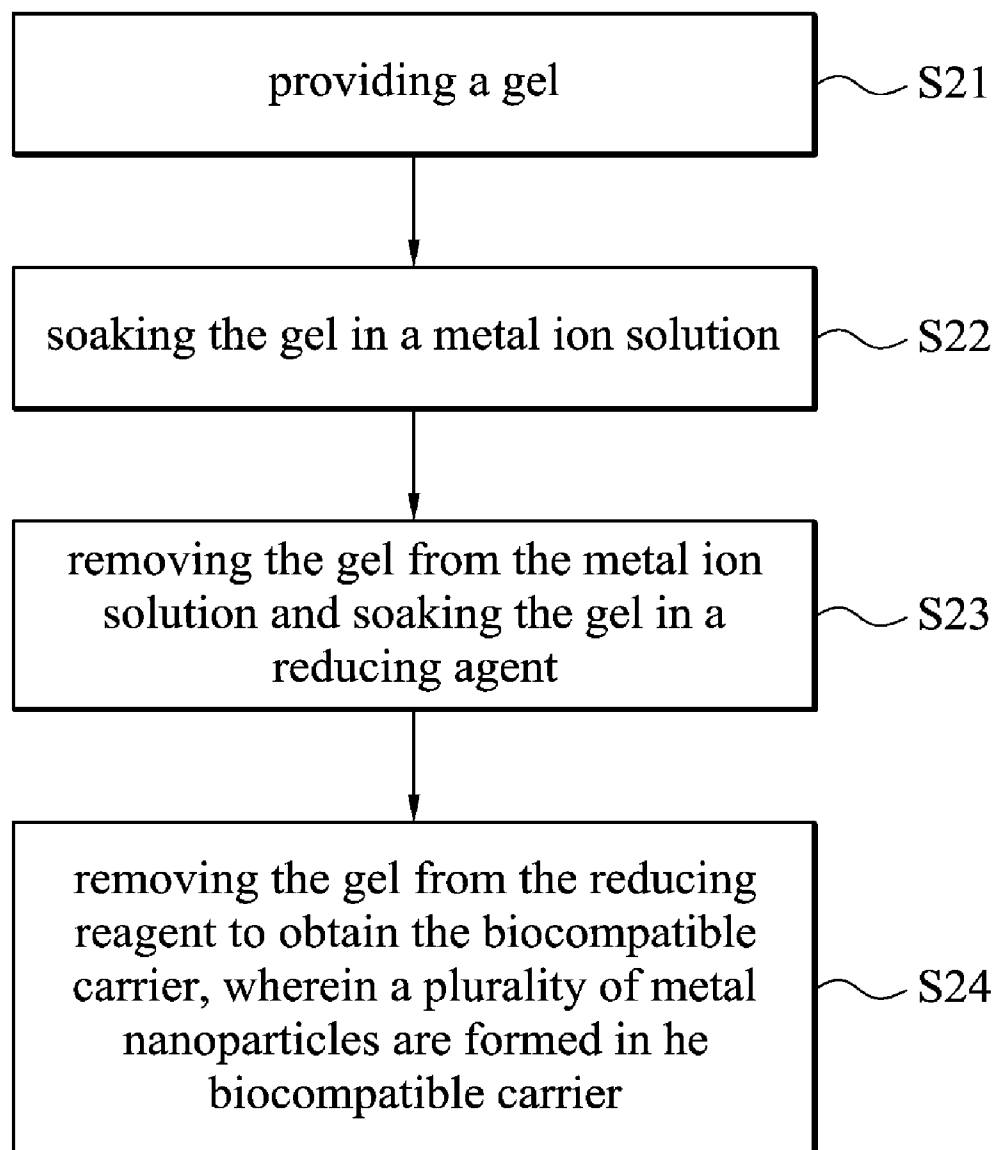 providing a gel
S21
soaking the gel in a metal ion solution
S22
removing the gel from the metal ion
solution and soaking the gel in a
reducing agent
S23
removing the gel from the reducing
reagent to obtain the biocompatible
carrier, wherein a plurality of metal
nanoparticles are formed in he
biocompatible carrier
S24